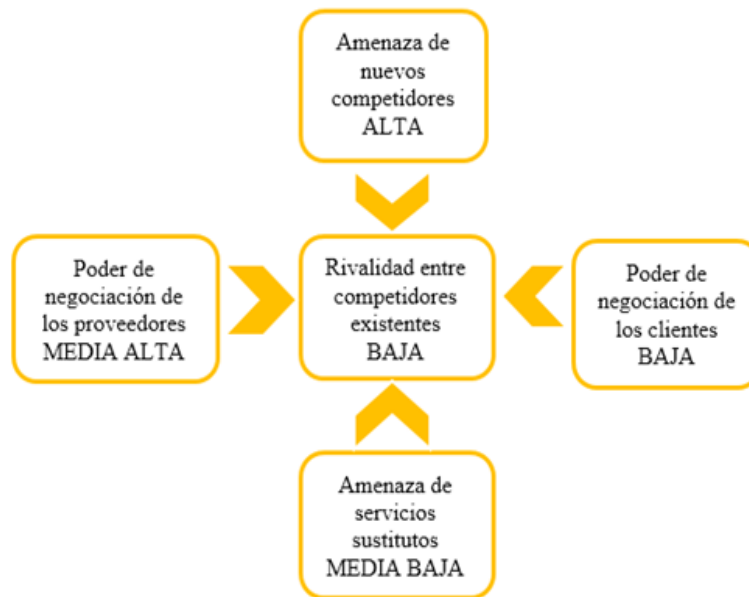 Amenaza de
nuevos
competidores
ALTA
Poder de
negociación de
los proveedores
MEDIA ALTA
Rivalidad entre
competidores
existentes
BAJA
Poder de
negociación de
los clientes
BAJA
Amenaza de
servicios
sustitutos
MEDIA BAJA